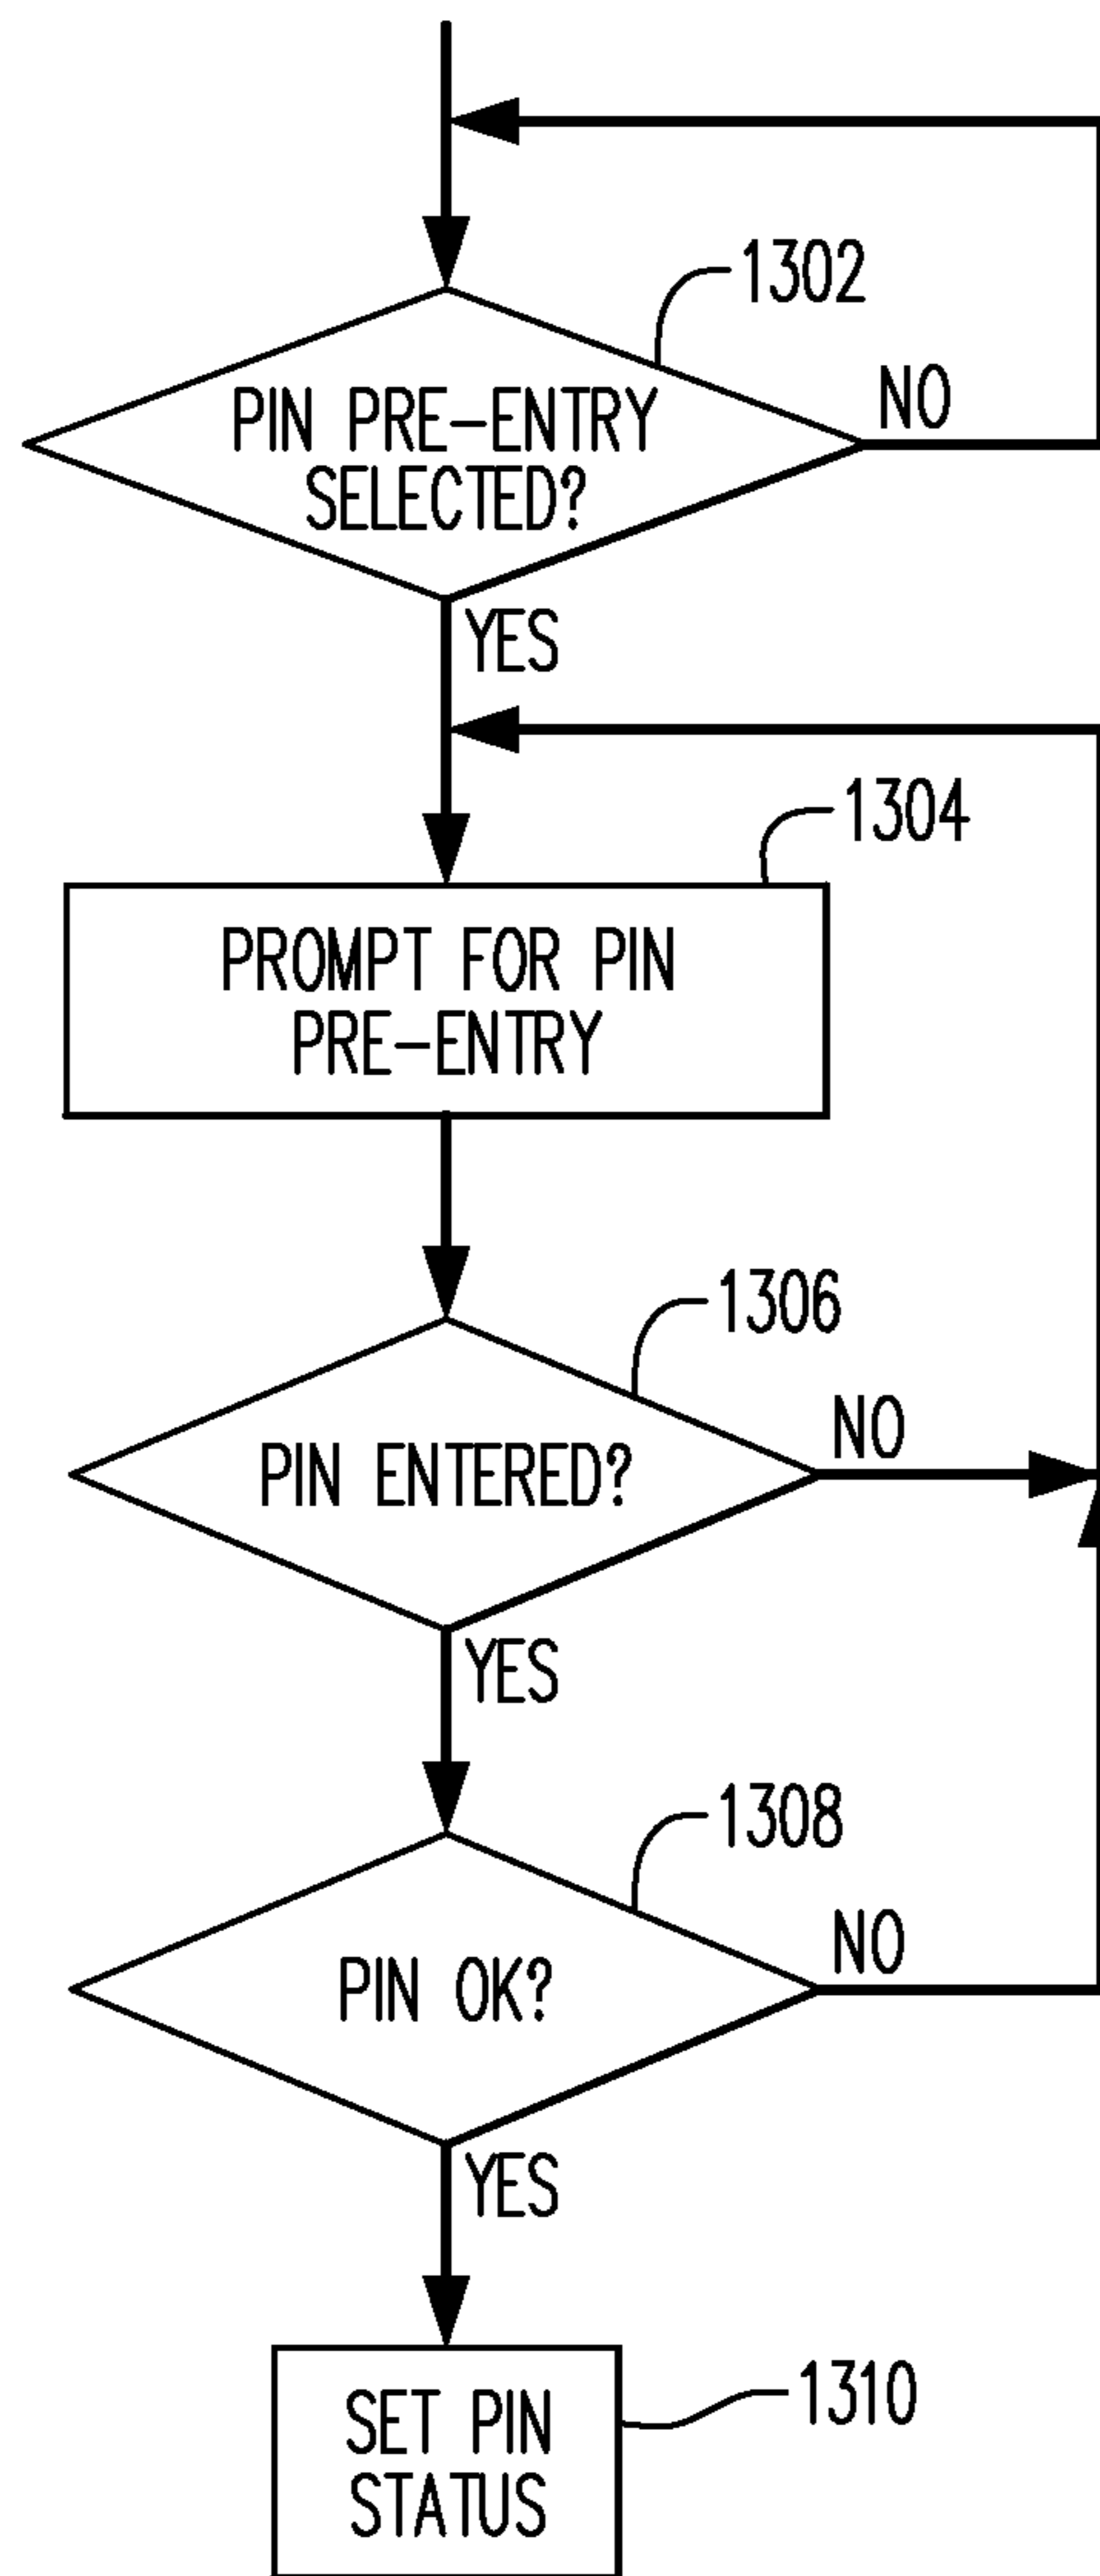 1302
NO
PIN PRE-ENTRY
SELECTED?
YES
1304
PROMPT FOR PIN
PRE-ENTRY
1306
NO
PIN ENTERED?
YES
1308
NO
PIN OK?
YES
1310
SET PIN
STATUS